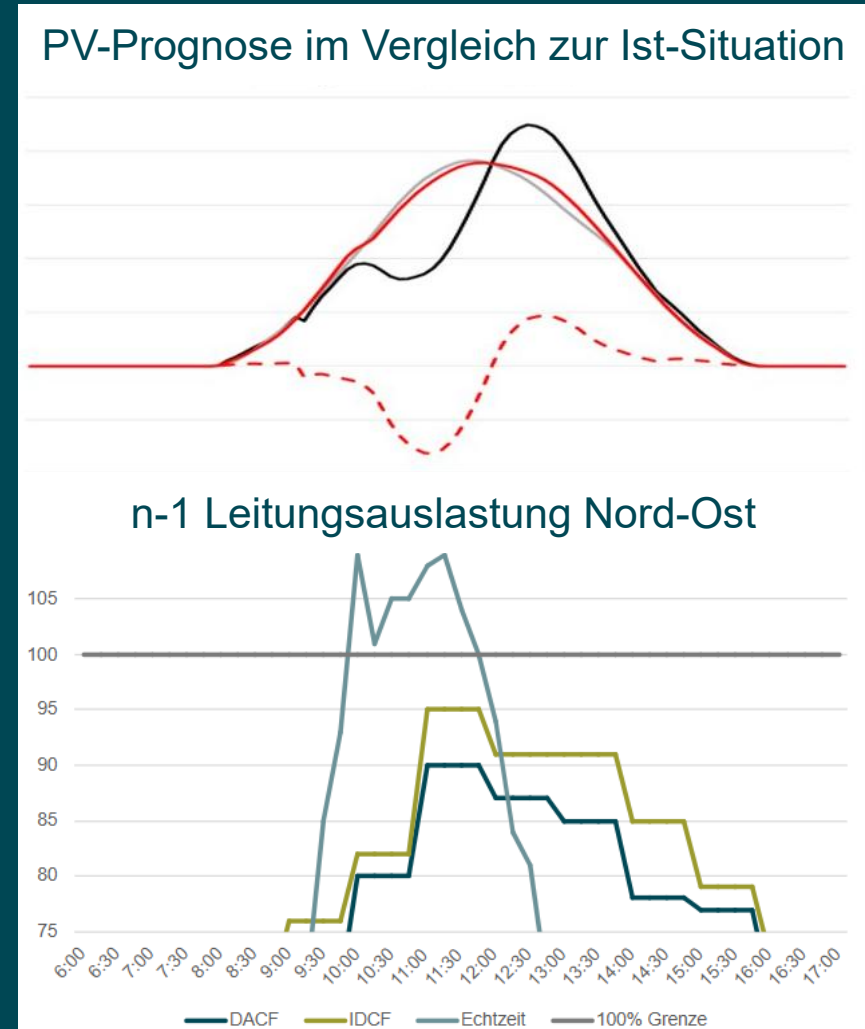 PV-Prognose im Vergleich zur Ist-Situation
n-1 Leitungsauslastung Nord-Ost
105
100
95
90
85
80
75
6:00 6:30 7:00 7:30 8:00 8:30 9:00 9:30 10:00 10:30 11:00 11:30 12:00 12:30 13:00 13:30 14:00 14:30 15:00 15:30 16:00 16:30 17:00
DACF IDCF Echtzeit 100% Grenze